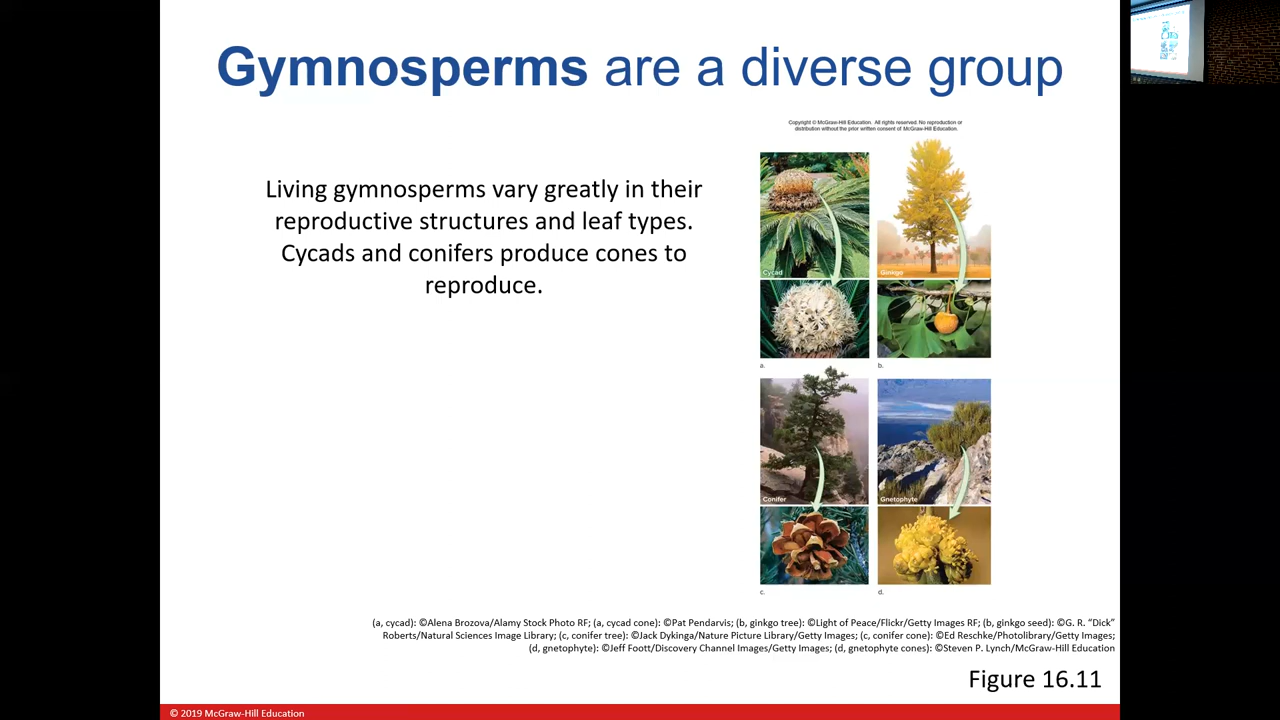 Gymnosperms are a diverse group
Copyright © McGraw-Hill Education. All rights reserved. No reproduction or
distribution without the prior written consent of McGraw-Hill Education.
Living gymnosperms vary greatly in their
reproductive structures and leaf types.
Cycads and conifers produce cones to
reproduce.
Cycad
Ginkgo
a.
b.
Conifer
Gnetophyte
c.
d.
(a, cycad): ©Alena Brozova/Alamy Stock Photo RF; (a, cycad cone): ©Pat Pendarvis; (b, ginkgo tree): ©Light of Peace/Flickr/Getty Images RF; (b, ginkgo seed): ©G. R. “Dick”
Roberts/Natural Sciences Image Library; (c, conifer tree): ©Jack Dykinga/Nature Picture Library/Getty Images; (c, conifer cone): ©Ed Reschke/Photolibrary/Getty Images;
(d, gnetophyte): ©Jeff Foott/Discovery Channel Images/Getty Images; (d, gnetophyte cones): ©Steven P. Lynch/McGraw-Hill Education
Figure 16.11
© 2019 McGraw-Hill Education